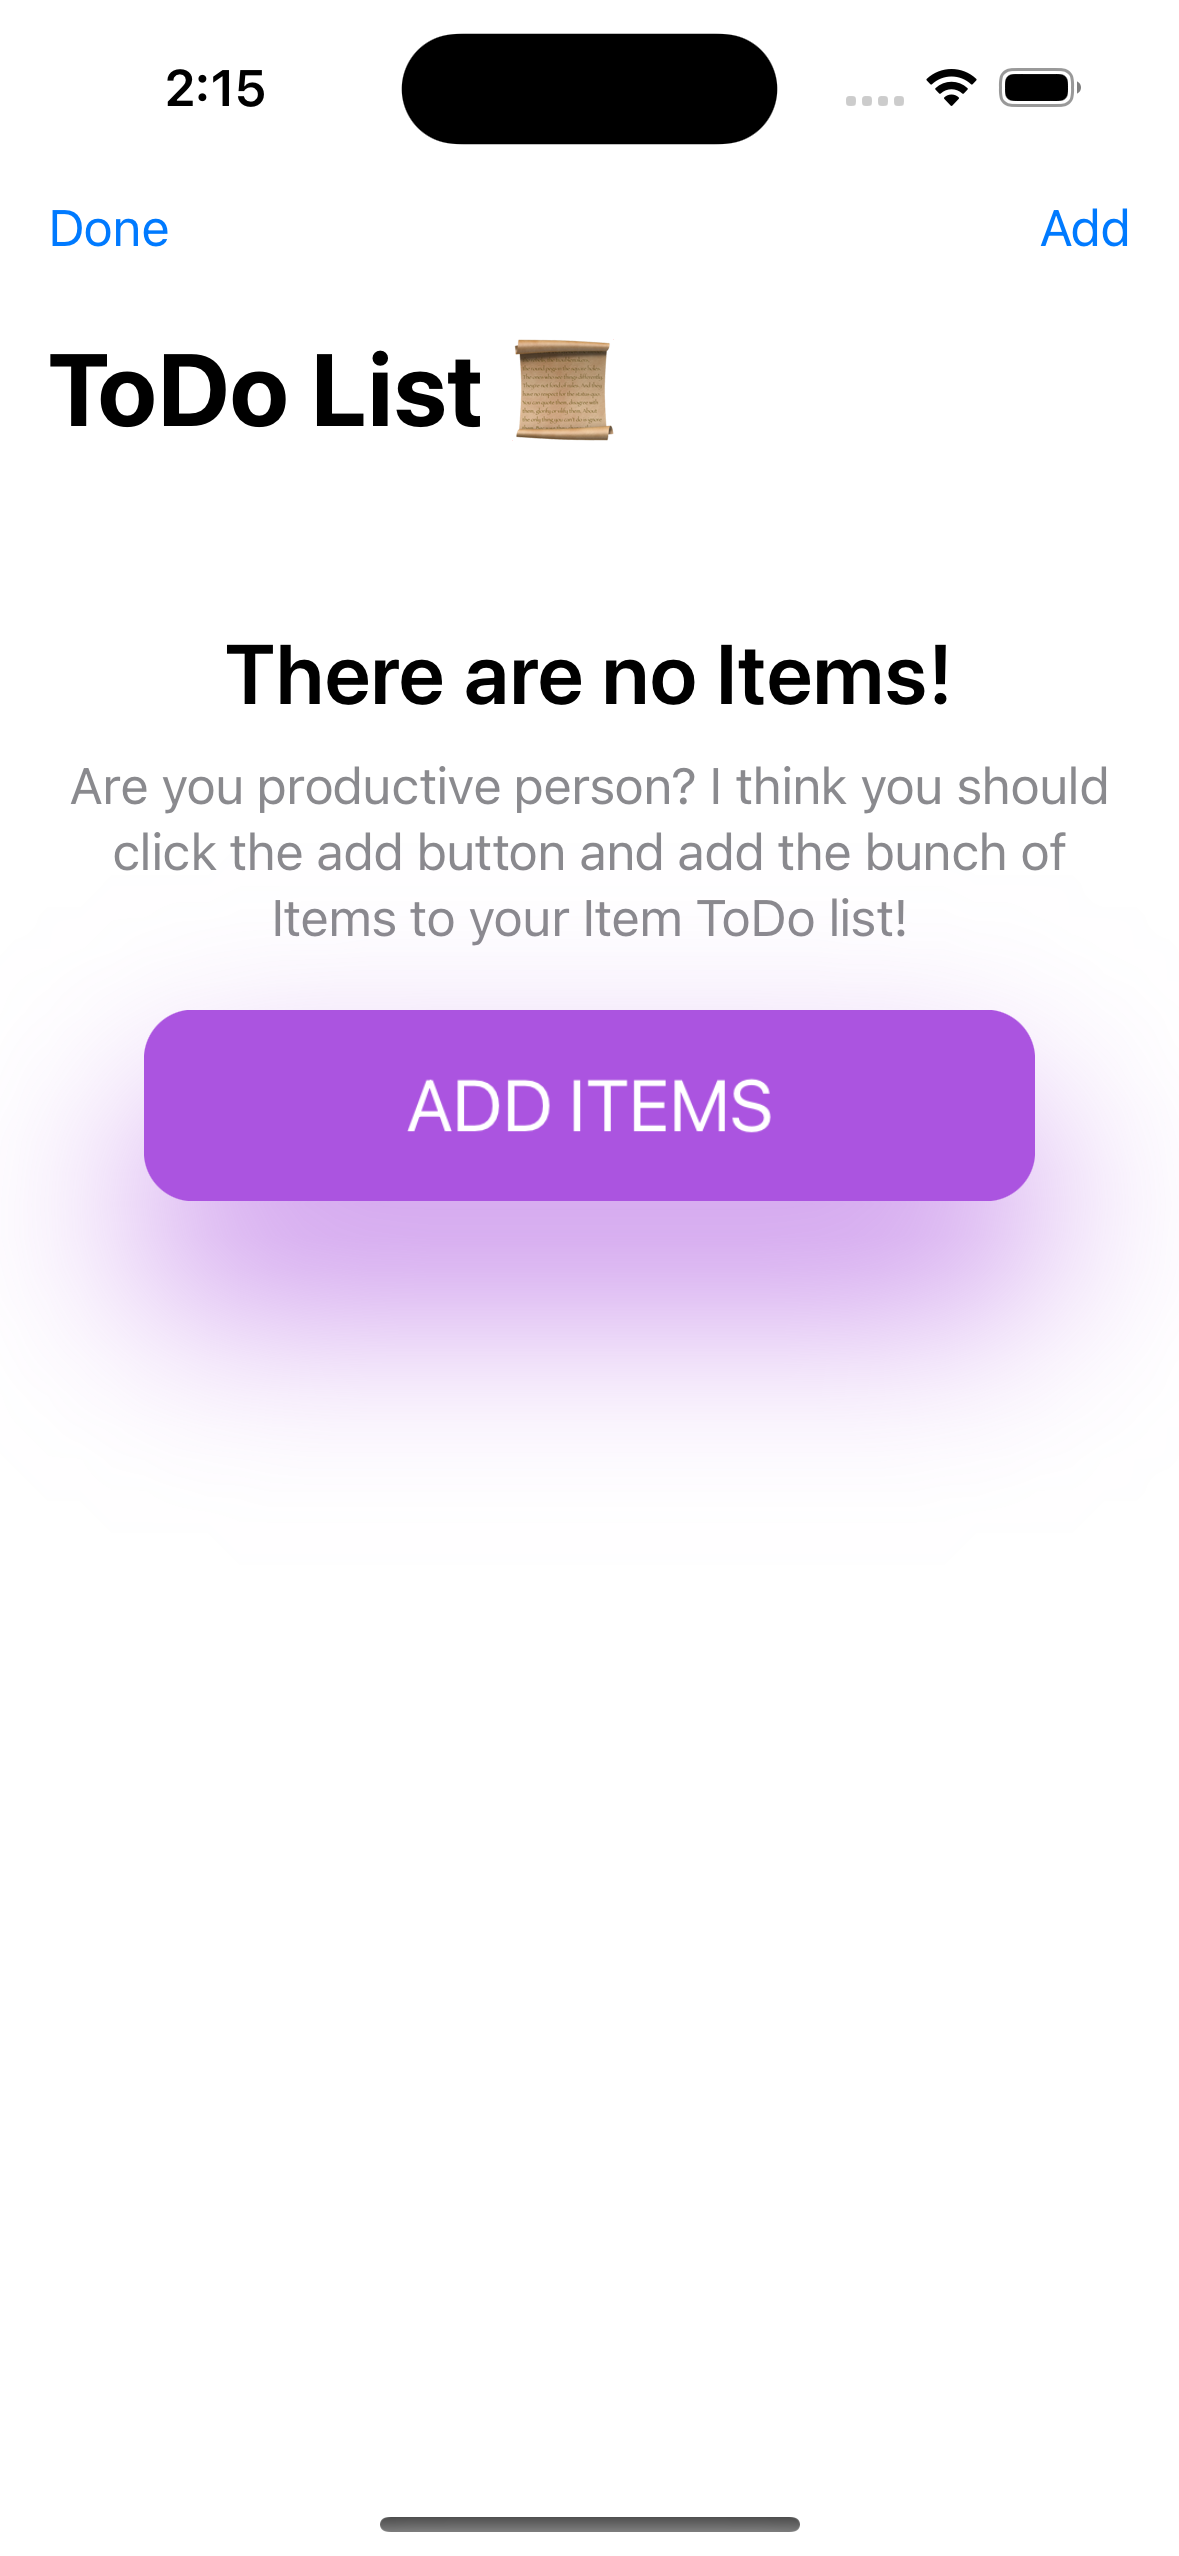 2:15
Done
Add
ToDo List 📜
There are no Items!
Are you productive person? I think you should
click the add button and add the bunch of
Items to your Item ToDo list!
ADD ITEMS